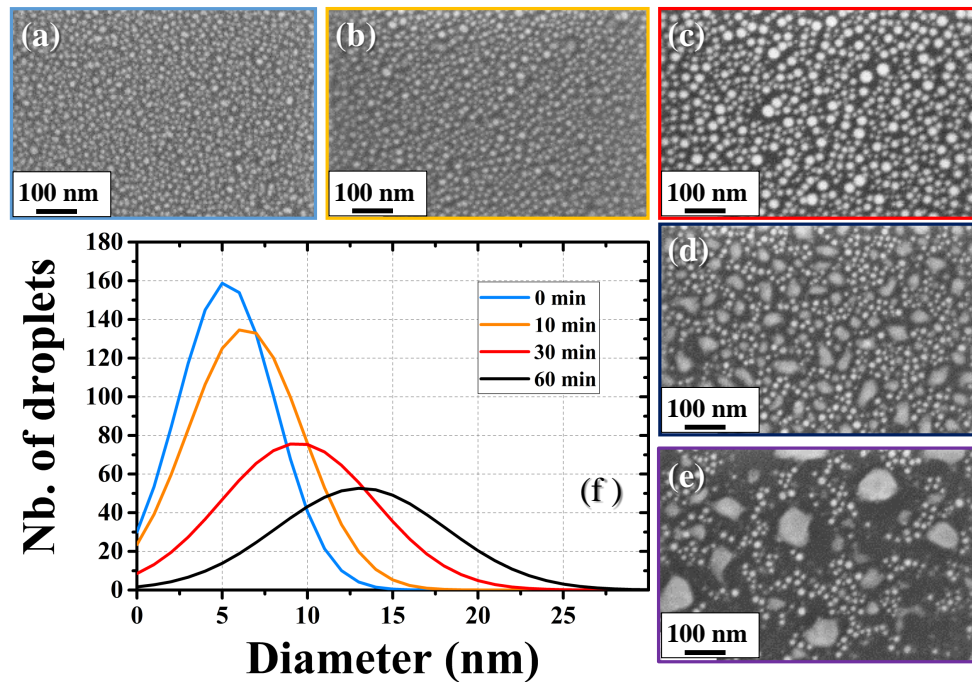 (a)
100 nm
(b)
100 nm
(c)
100 nm
(d)
100 nm
(e)
100 nm
180
160
140
120
100
80
60
40
20
0
Nb. of droplets
0 min
10 min
30 min
60 min
(f )
0
5
10
15
20
25
Diameter (nm)